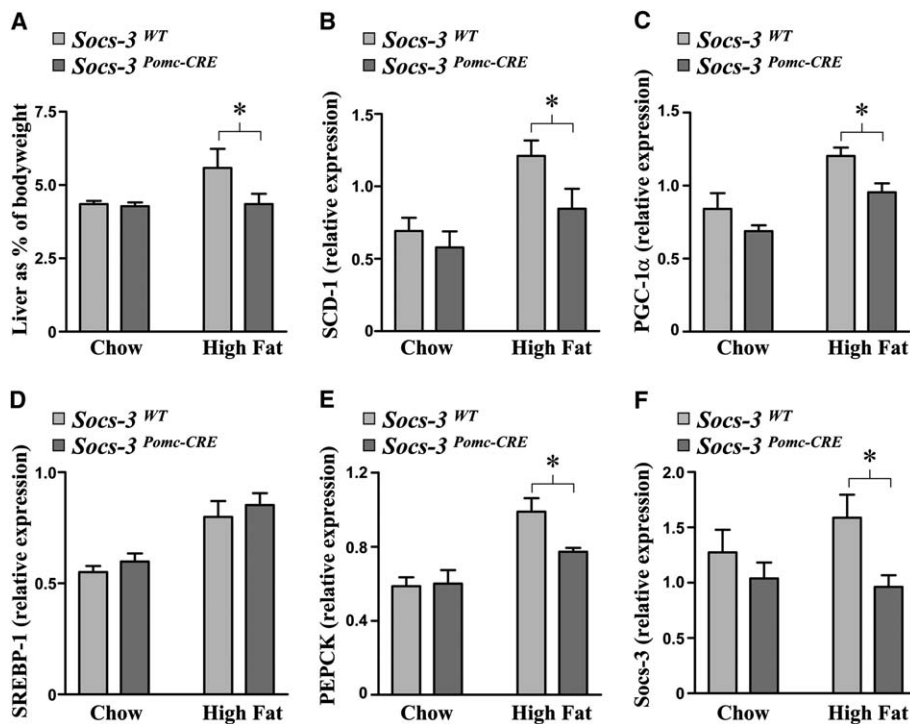 A
Socs-3 WT
Socs-3 Pomc-CRE
Liver as % of bodyweight
7.5
5.0
2.5
0
*
Chow
High Fat
B
Socs-3 WT
Socs-3 Pomc-CRE
SCD-1 (relative expression)
1.5
1.0
0.5
0
*
Chow
High Fat
C
Socs-3 WT
Socs-3 Pomc-CRE
PGC-1α (relative expression)
1.5
1.0
0.5
0
*
Chow
High Fat
D
Socs-3 WT
Socs-3 Pomc-CRE
SREBP-1 (relative expression)
1.0
0.5
0
Chow
High Fat
E
Socs-3 WT
Socs-3 Pomc-CRE
PEPCK (relative expression)
1.2
0.8
0.4
0
*
Chow
High Fat
F
Socs-3 WT
Socs-3 Pomc-CRE
Socs-3 (relative expression)
2.0
1.5
1.0
0.5
0
*
Chow
High Fat